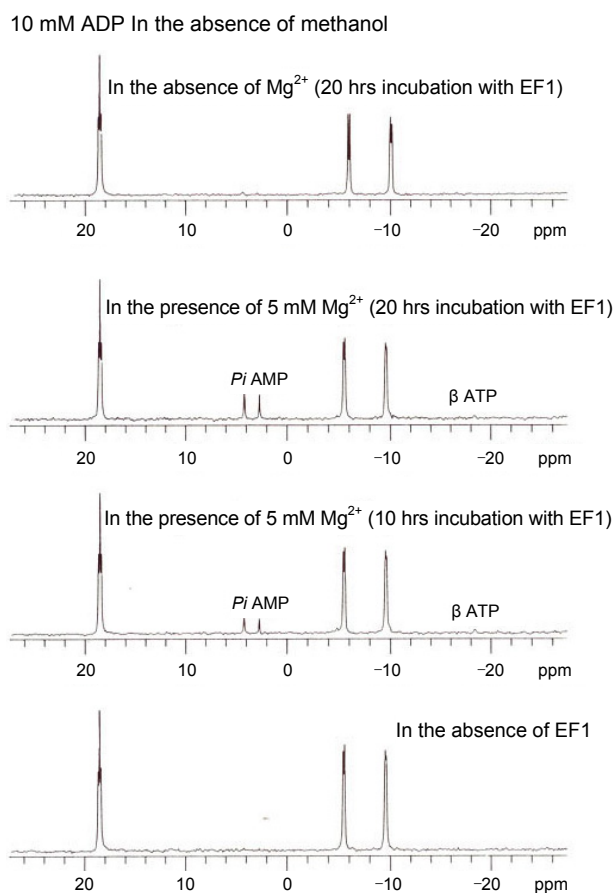 10 mM ADP In the absence of methanol
In the absence of Mg²⁺ (20 hrs incubation with EF1)
20 10 0 −10 −20 ppm
In the presence of 5 mM Mg²⁺ (20 hrs incubation with EF1)
Pi AMP
β ATP
20 10 0 −10 −20 ppm
In the presence of 5 mM Mg²⁺ (10 hrs incubation with EF1)
Pi AMP
β ATP
20 10 0 −10 −20 ppm
In the absence of EF1
20 10 0 −10 −20 ppm